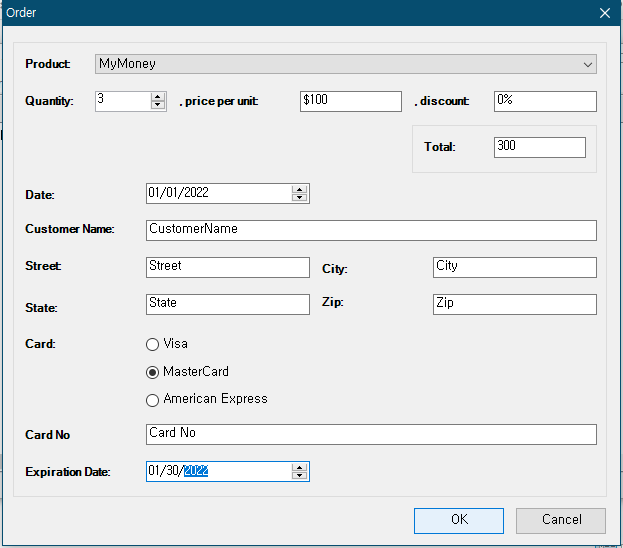 Order
Product: MyMoney
Quantity: 3 , price per unit: $100 , discount: 0%
Total: 300
Date: 01/01/2022
Customer Name: CustomerName
Street: Street City: City
State: State Zip: Zip
Card: Visa
MasterCard
American Express
Card No Card No
Expiration Date: 01/30/2022
OK Cancel